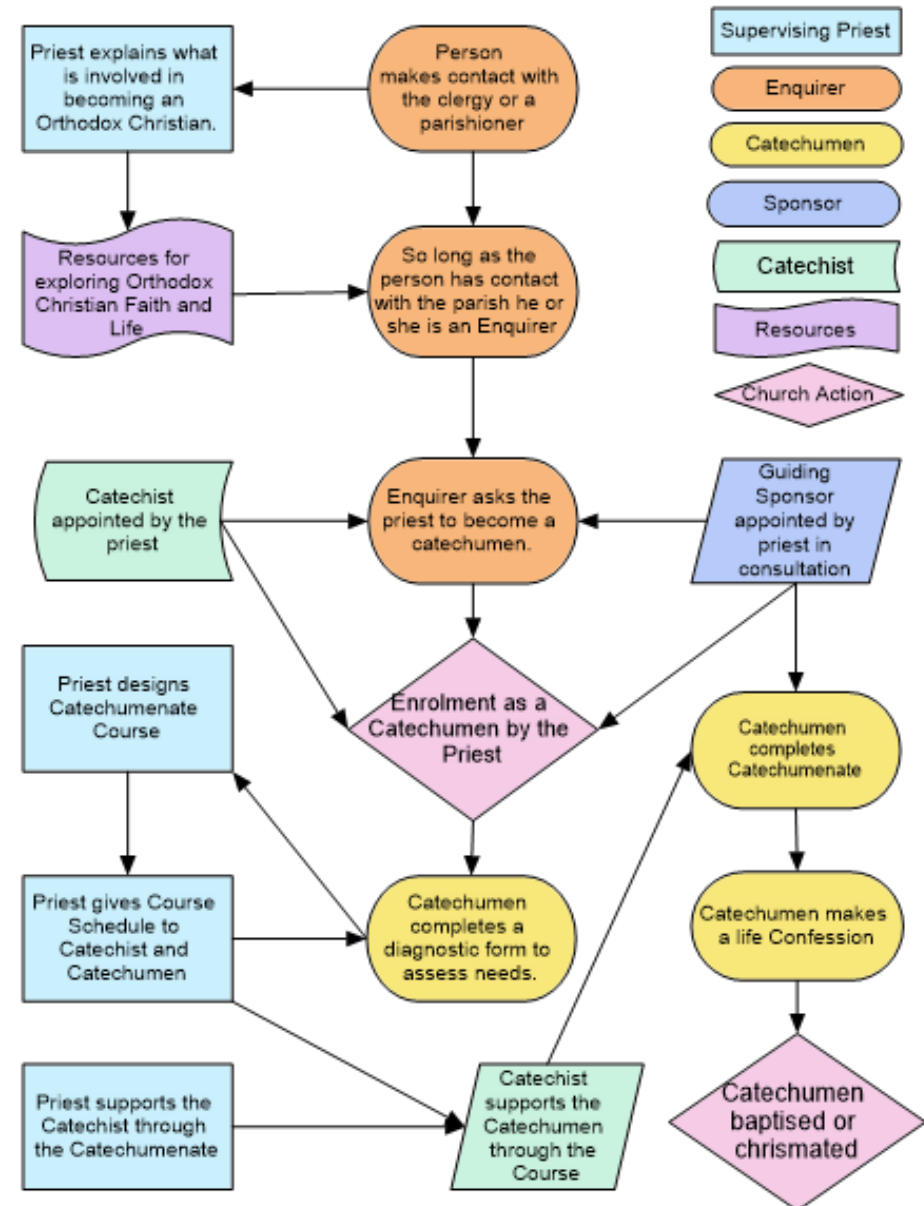 Priest explains what
is involved in
becoming an
Orthodox Christian.
Person
makes contact with
the clergy or a
parishioner
Supervising Priest
Enquirer
Catechumen
Sponsor
Catechist
Resources
Church Action
Resources for
exploring Orthodox
Christian Faith and
Life
So long as the
person has contact
with the parish he or
she is an Enquirer
Catechist
appointed by the
priest
Enquirer asks the
priest to become a
catechumen.
Guiding
Sponsor
appointed by
priest in
consultation
Priest designs
Catechumenate
Course
Enrolment as a
Catechumen by the
Priest
Catechumen
completes
Catechumenate
Priest gives Course
Schedule to
Catechist and
Catechumen
Catechumen
completes a
diagnostic form to
assess needs.
Catechumen makes
a life Confession
Priest supports the
Catechist through
the Catechumenate
Catechist
supports the
Catechumen
through the
Course
Catechumen
baptised or
chrismated